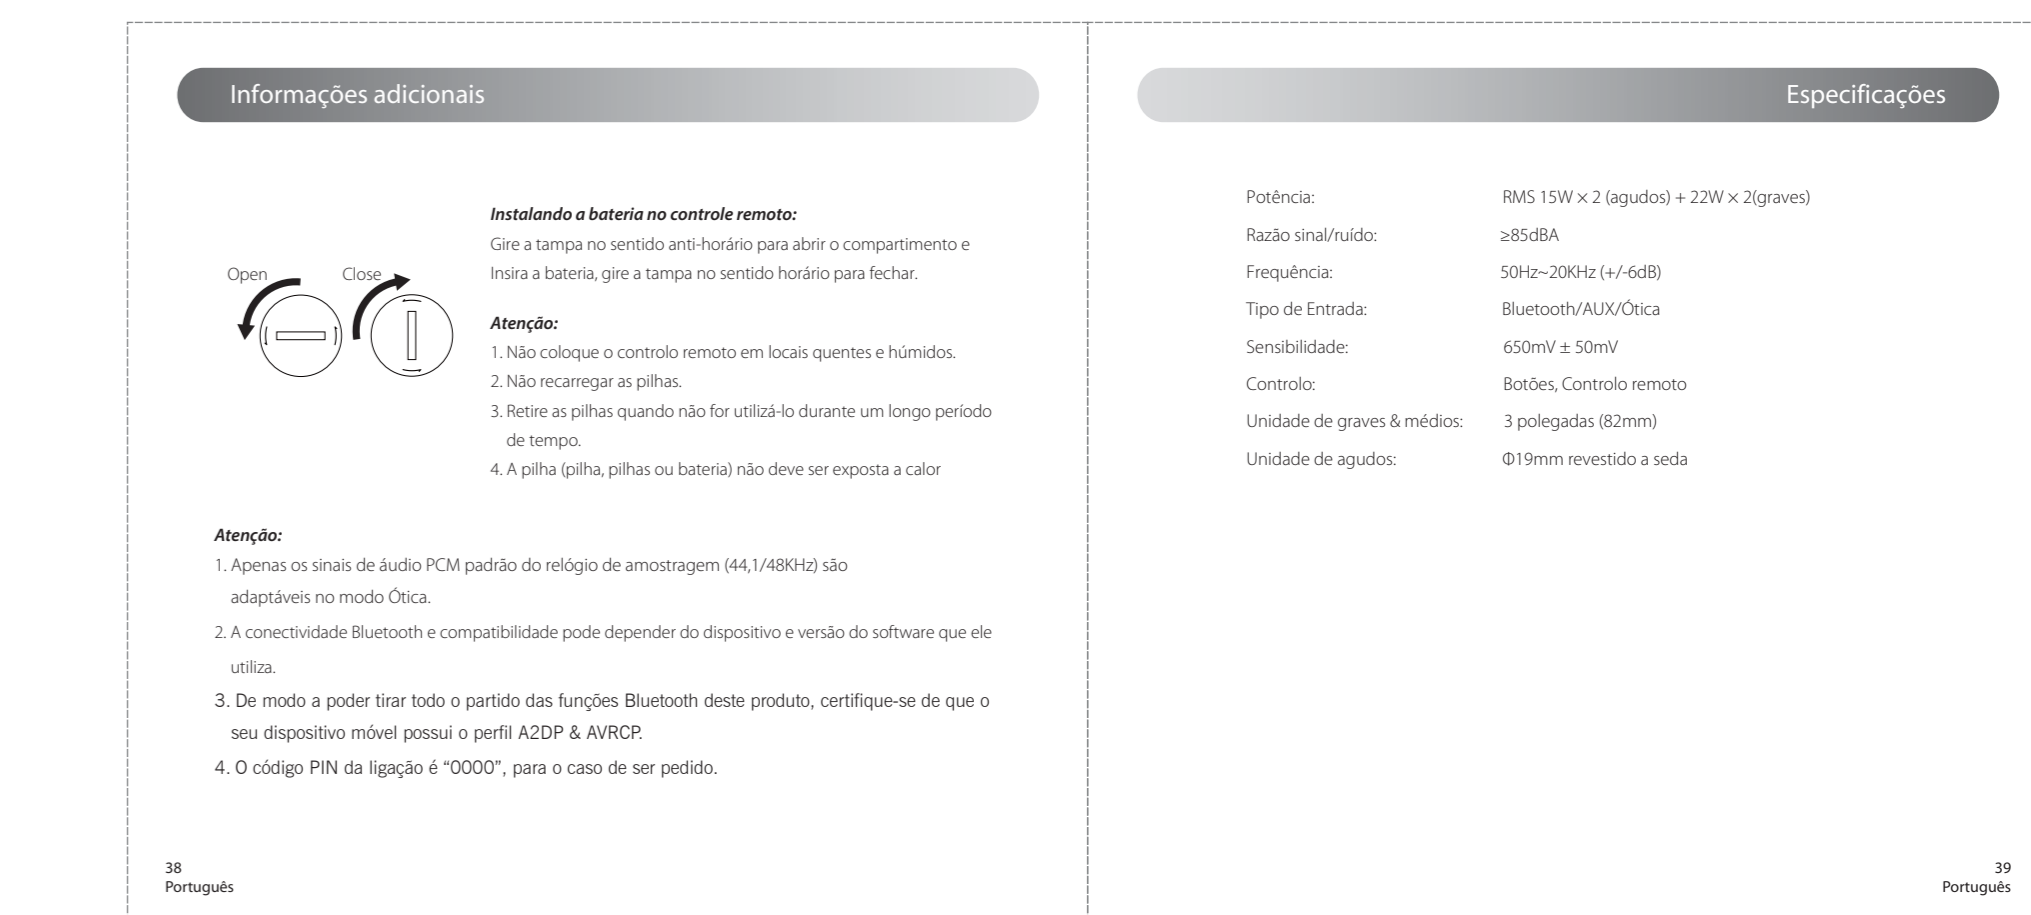 Informações adicionais
Open
Close
Instalando a bateria no controle remoto:
Gire a tampa no sentido anti-horário para abrir o compartimento e
Insira a bateria, gire a tampa no sentido horário para fechar.
Atenção:
1. Não coloque o controlo remoto em locais quentes e húmidos.
2. Não recarregar as pilhas.
3. Retire as pilhas quando não for utilizá-lo durante um longo período
de tempo.
4. A pilha (pilha, pilhas ou bateria) não deve ser exposta a calor
Atenção:
1. Apenas os sinais de áudio PCM padrão do relógio de amostragem (44,1/48KHz) são
adaptáveis no modo Ótica.
2. A conectividade Bluetooth e compatibilidade pode depender do dispositivo e versão do software que ele
utiliza.
3. De modo a poder tirar todo o partido das funções Bluetooth deste produto, certifique-se de que o
seu dispositivo móvel possui o perfil A2DP & AVRCP.
4. O código PIN da ligação é “0000”, para o caso de ser pedido.
38
Português
Especificações
Potência: RMS 15W × 2 (agudos) + 22W × 2(graves)
Razão sinal/ruído: ≥85dBA
Frequência: 50Hz~20KHz (+/-6dB)
Tipo de Entrada: Bluetooth/AUX/Ótica
Sensibilidade: 650mV ± 50mV
Controlo: Botões, Controlo remoto
Unidade de graves & médios: 3 polegadas (82mm)
Unidade de agudos: Φ19mm revestido a seda
39
Português